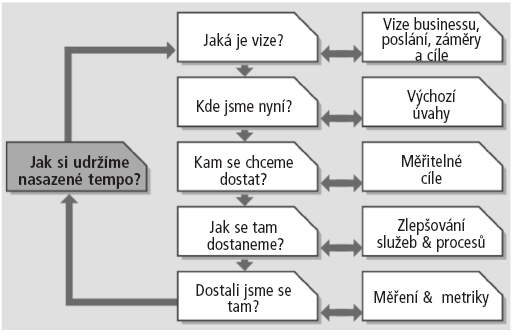 Jaká je vize?
Vize businessu,
poslání, záměry
a cíle
Kde jsme nyní?
Výchozí
úvahy
Jak si udržíme
nasazené tempo?
Kam se chceme
dostat?
Měřitelné
cíle
Jak se tam
dostaneme?
Zlepšování
služeb & procesů
Dostali jsme se
tam?
Měření & metriky